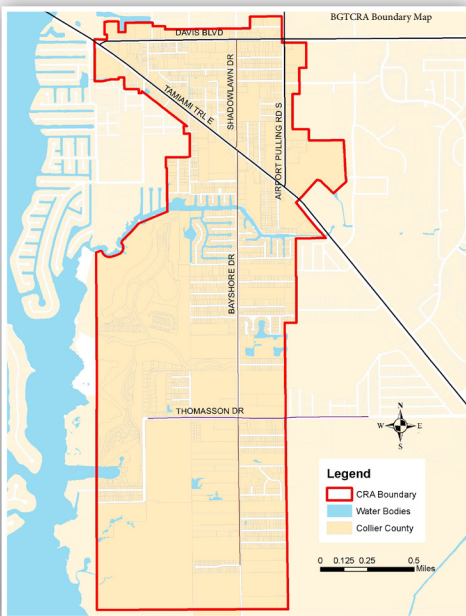 BGTCRA Boundary Map
DAVIS BLVD
SHADOWLAWN DR
TAMIAMI TRL E
AIRPORT PULLING RD S
BAYSHORE DR
THOMASSON DR
N
W
E
S
Legend
CRA Boundary
Water Bodies
Collier County
0 0.125 0.25 0.5
Miles